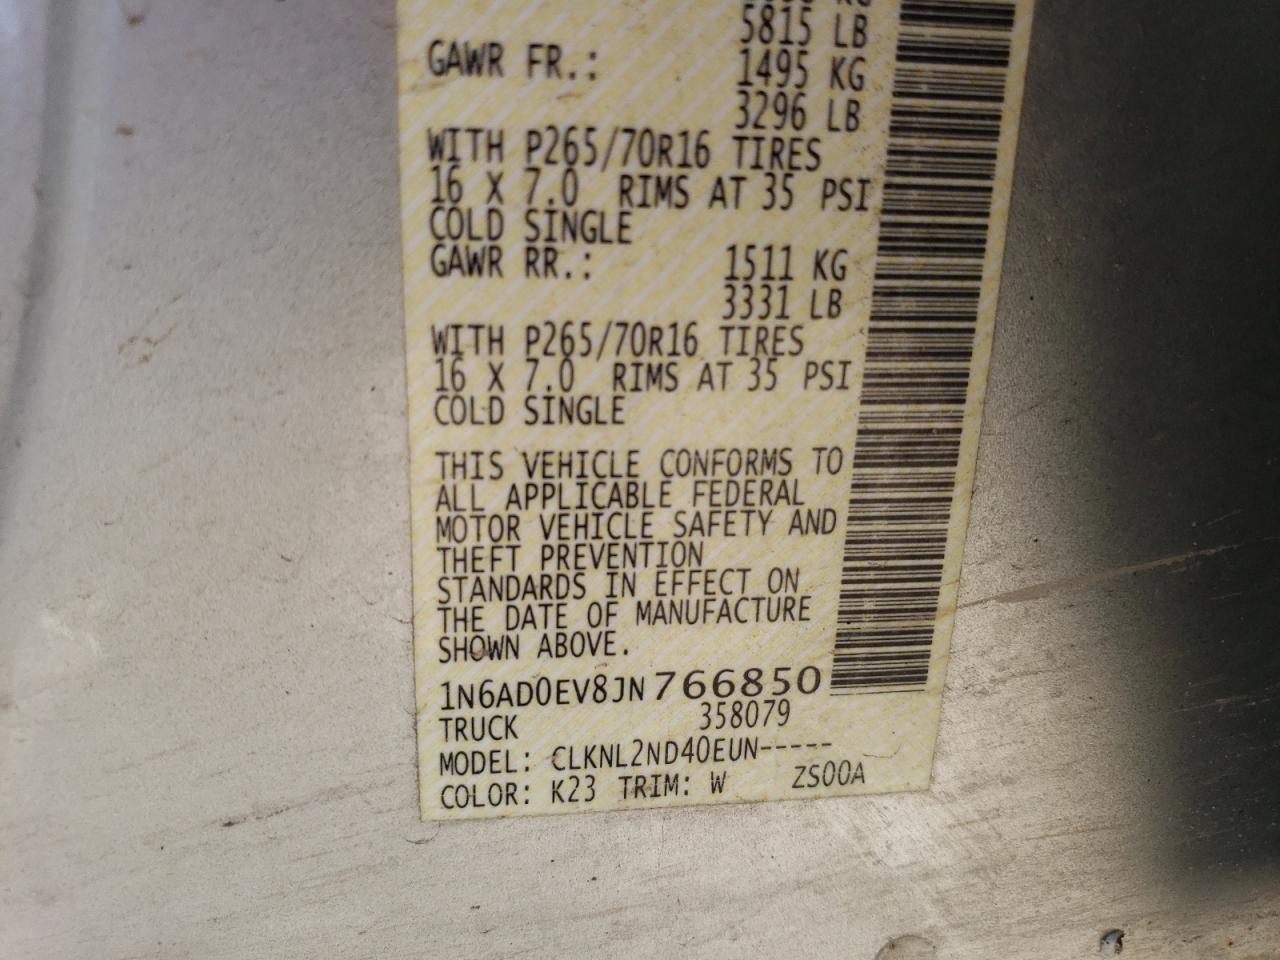 5815 LB
GAWR FR.: 1495 KG
3296 LB
WITH P265/70R16 TIRES
16 X 7.0 RIMS AT 35 PSI
COLD SINGLE
GAWR RR.: 1511 KG
3331 LB
WITH P265/70R16 TIRES
16 X 7.0 RIMS AT 35 PSI
COLD SINGLE
THIS VEHICLE CONFORMS TO
ALL APPLICABLE FEDERAL
MOTOR VEHICLE SAFETY AND
THEFT PREVENTION
STANDARDS IN EFFECT ON
THE DATE OF MANUFACTURE
SHOWN ABOVE.
1N6AD0EV8JN766850
TRUCK 358079
MODEL: CLKNL2ND40EUN-----
COLOR: K23 TRIM: W ZS00A